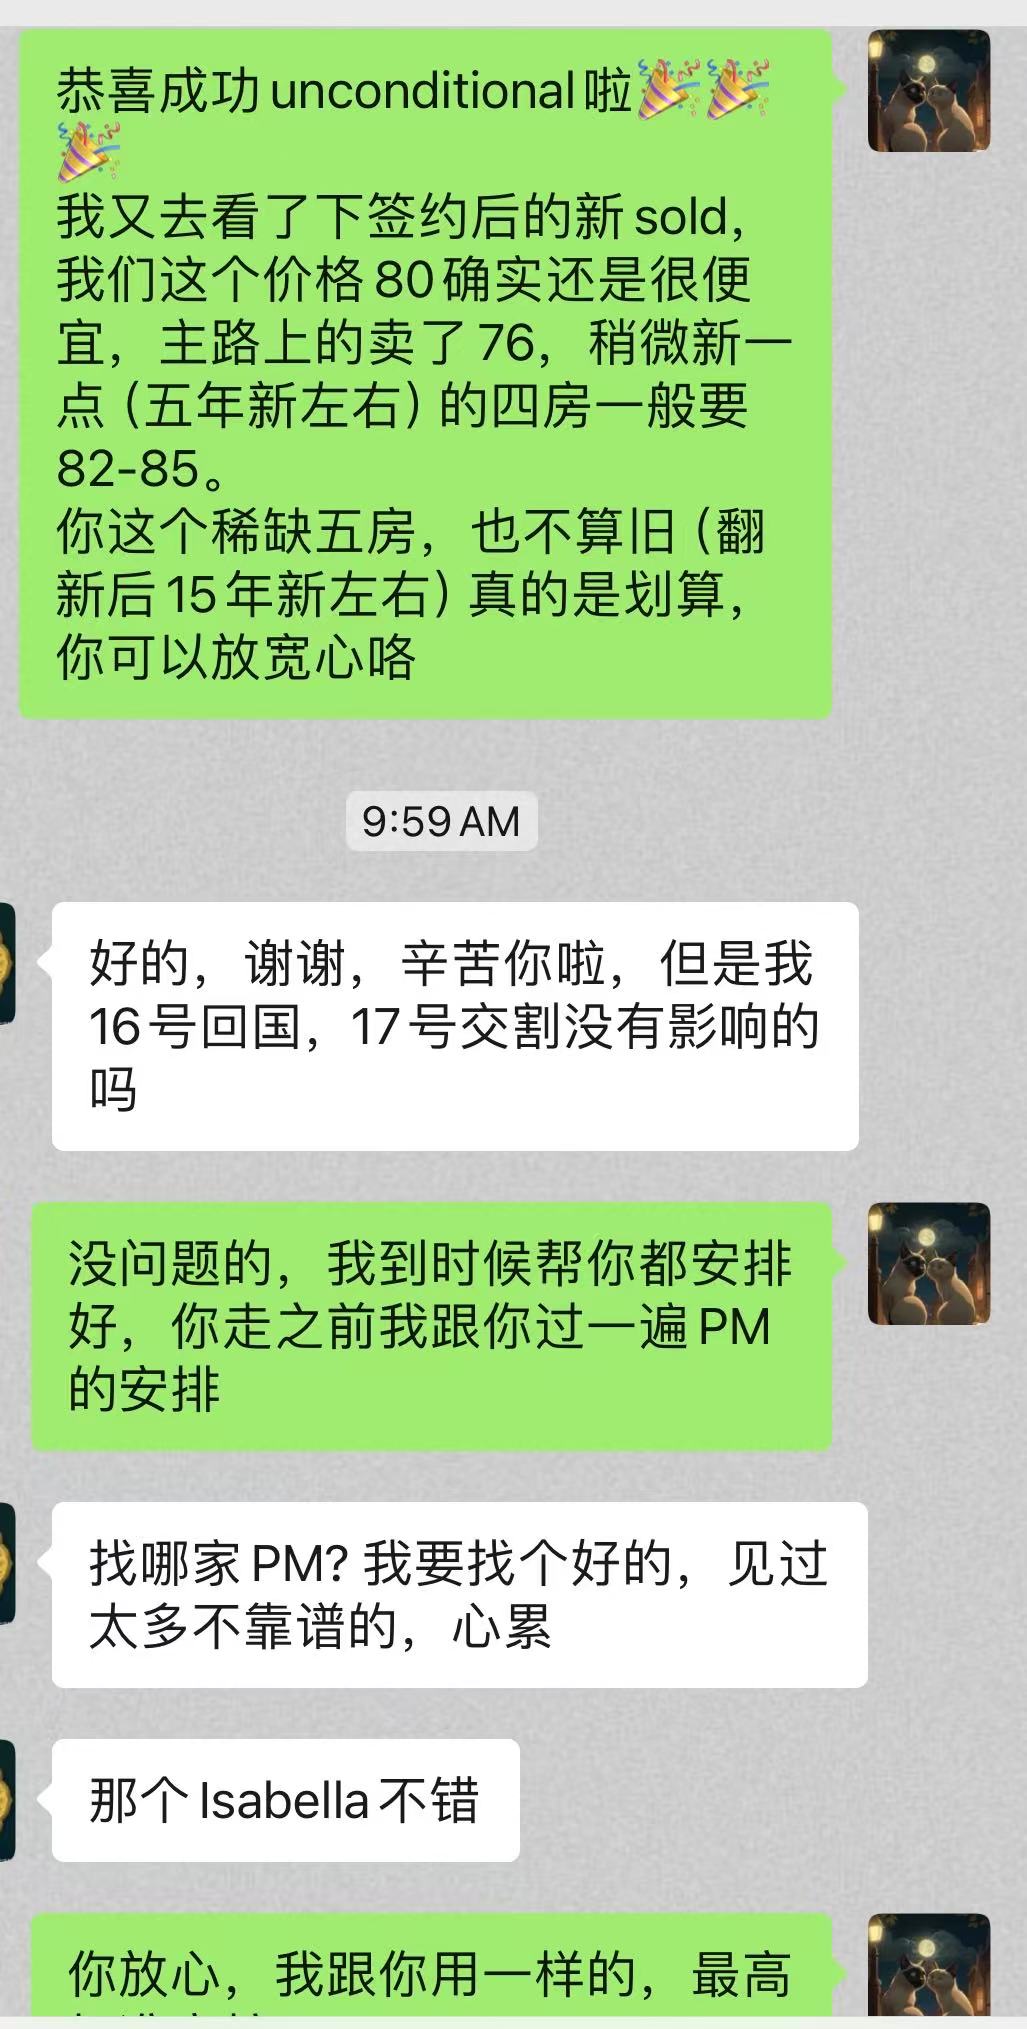 恭喜成功unconditional啦🎉🎉
🎉
我又去看了下签约后的新sold，
我们这个价格80确实还是很便
宜，主路上的卖了76，稍微新一
点（五年新左右）的四房一般要
82-85。
你这个稀缺五房，也不算旧（翻
新后15年新左右）真的是划算，
你可以放宽心咯
9:59 AM
好的，谢谢，辛苦你啦，但是我
16号回国，17号交割没有影响的
吗
没问题的，我到时候帮你都安排
好，你走之前我跟你过一遍PM
的安排
找哪家PM? 我要找个好的，见过
太多不靠谱的，心累
那个Isabella不错
你放心，我跟你用一样的，最高